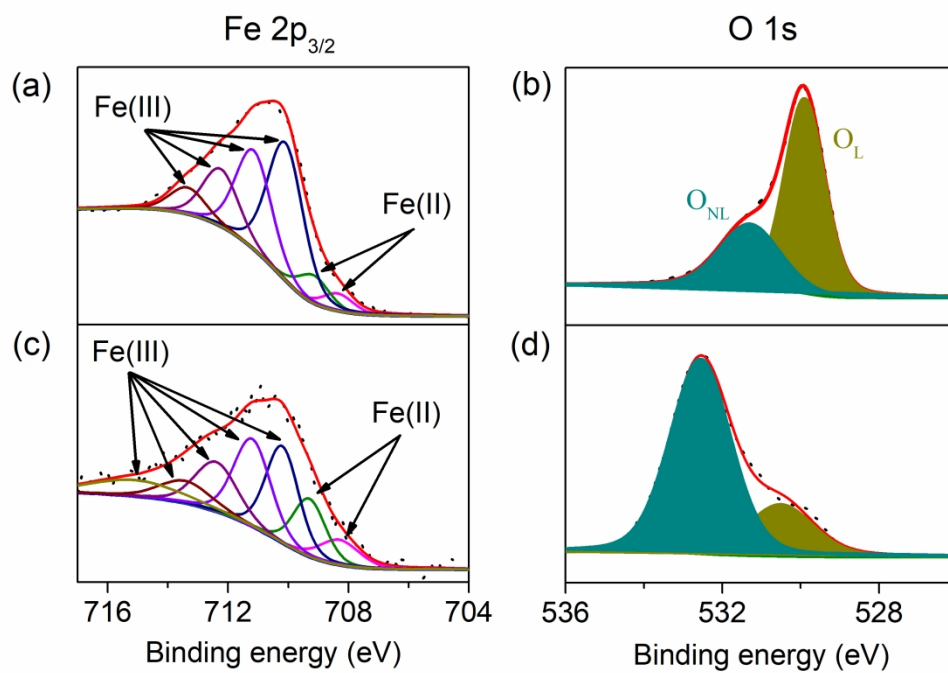 Fe 2p3/2
O 1s
(a)
Fe(III)
Fe(II)
(b)
OL
ONL
(c)
Fe(III)
Fe(II)
(d)
716 712 708 704
536 532 528
Binding energy (eV)
Binding energy (eV)